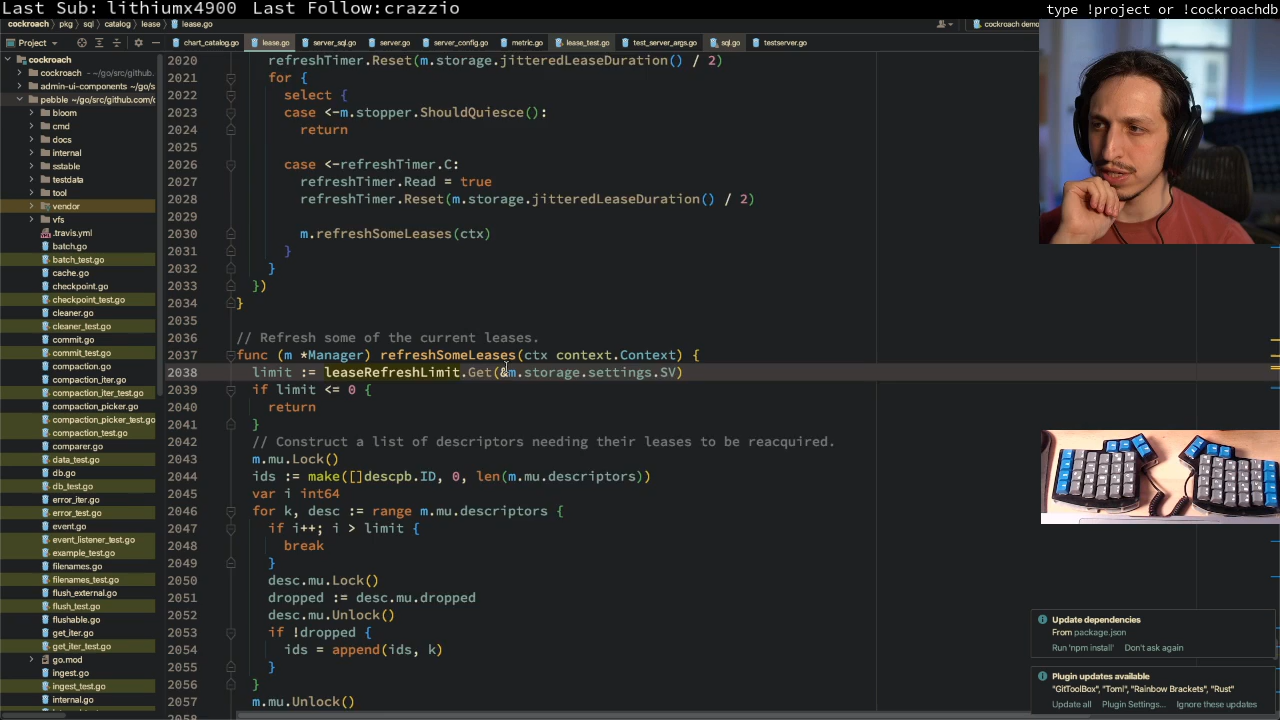 Last Sub: lithiumx4900 Last Follow:crazzio
type !project or !cockroachdb
cockroach pkg sql catalog lease lease.go
cockroach demo
Project
chart_catalog.go lease.go server_sql.go server.go server_config.go metric.go lease_test.go test_server_args.go sql.go testserver.go
cockroach
cockroach ~/go/src/github.
admin-ui-components ~/go/s
pebble ~/go/src/github.com/c
bloom
cmd
docs
internal
sstable
testdata
tool
vendor
vfs
.travis.yml
batch.go
batch_test.go
cache.go
checkpoint.go
checkpoint_test.go
cleaner.go
cleaner_test.go
commit.go
commit_test.go
compaction.go
compaction_iter.go
compaction_iter_test.go
compaction_picker.go
compaction_picker_test.go
compaction_test.go
comparer.go
data_test.go
db.go
db_test.go
error_iter.go
error_test.go
event.go
event_listener_test.go
example_test.go
filenames.go
filenames_test.go
flush_external.go
flush_test.go
flushable.go
get_iter.go
get_iter_test.go
go.mod
ingest.go
ingest_test.go
internal.go
2020 refreshTimer.Reset(m.storage.jitteredLeaseDuration() / 2)
2021 for {
2022 select {
2023 case <-m.stopper.ShouldQuiesce():
2024 return
2025
2026 case <-refreshTimer.C:
2027 refreshTimer.Read = true
2028 refreshTimer.Reset(m.storage.jitteredLeaseDuration() / 2)
2029
2030 m.refreshSomeLeases(ctx)
2031 }
2032 }
2033 })
2034 }
2035
2036 // Refresh some of the current leases.
2037 func (m *Manager) refreshSomeLeases(ctx context.Context) {
2038 limit := leaseRefreshLimit.Get(&m.storage.settings.SV)
2039 if limit <= 0 {
2040 return
2041 }
2042 // Construct a list of descriptors needing their leases to be reacquired.
2043 m.mu.Lock()
2044 ids := make([]descpb.ID, 0, len(m.mu.descriptors))
2045 var i int64
2046 for k, desc := range m.mu.descriptors {
2047 if i++; i > limit {
2048 break
2049 }
2050 desc.mu.Lock()
2051 dropped := desc.mu.dropped
2052 desc.mu.Unlock()
2053 if !dropped {
2054 ids = append(ids, k)
2055 }
2056 }
2057 m.mu.Unlock()
2058
Update dependencies
From package.json
Run 'npm install' Don't ask again
Plugin updates available
"GitToolBox", "Toml", "Rainbow Brackets", "Rust"
Update all Plugin Settings... Ignore these updates